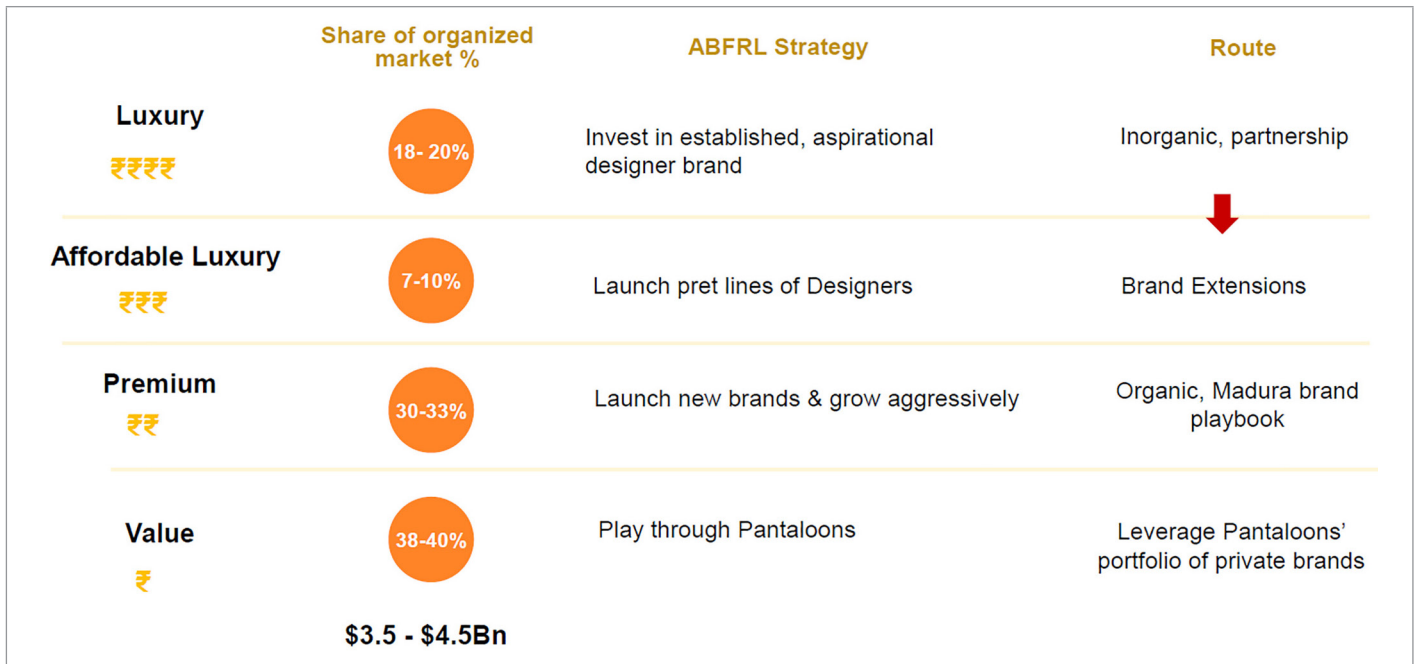 Share of organized
market %
ABFRL Strategy
Route
Luxury
₹₹₹₹
18- 20%
Invest in established, aspirational
designer brand
Inorganic, partnership
Affordable Luxury
₹₹₹
7-10%
Launch pret lines of Designers
Brand Extensions
Premium
₹₹
30-33%
Launch new brands & grow aggressively
Organic, Madura brand
playbook
Value
₹
38-40%
Play through Pantaloons
Leverage Pantaloons’
portfolio of private brands
$3.5 - $4.5Bn